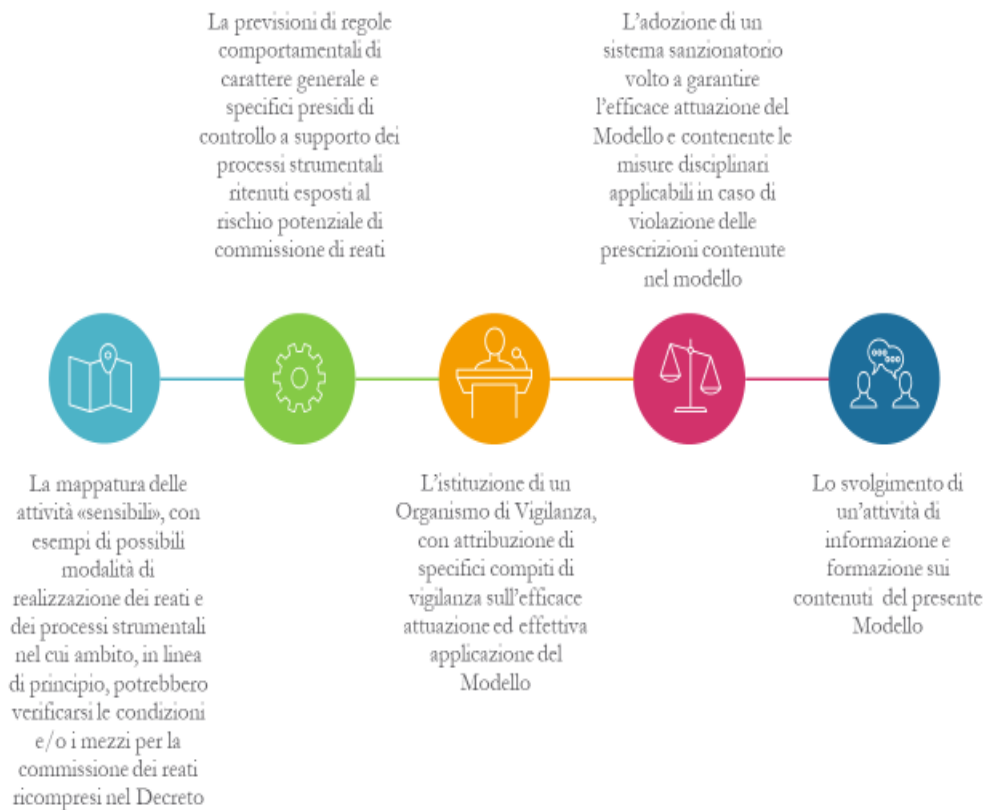 La previsioni di regole
comportamentali di
carattere generale e
specifici presidi di
controllo a supporto dei
processi strumentali
ritenuti esposti al
rischio potenziale di
commissione di reati
L'adozione di un
sistema sanzionatorio
volto a garantire
l'efficace attuazione del
Modello e contenente le
misure disciplinari
applicabili in caso di
violazione delle
prescrizioni contenute
nel modello
La mappatura delle
attività «sensibili», con
esempi di possibili
modalità di
realizzazione dei reati e
dei processi strumentali
nel cui ambito, in linea
di principio, potrebbero
verificarsi le condizioni
e/o i mezzi per la
commissione dei reati
ricompresi nel Decreto
L'istituzione di un
Organismo di Vigilanza,
con attribuzione di
specifici compiti di
vigilanza sull'efficace
attuazione ed effettiva
applicazione del
Modello
Lo svolgimento di
un'attività di
informazione e
formazione sui
contenuti del presente
Modello